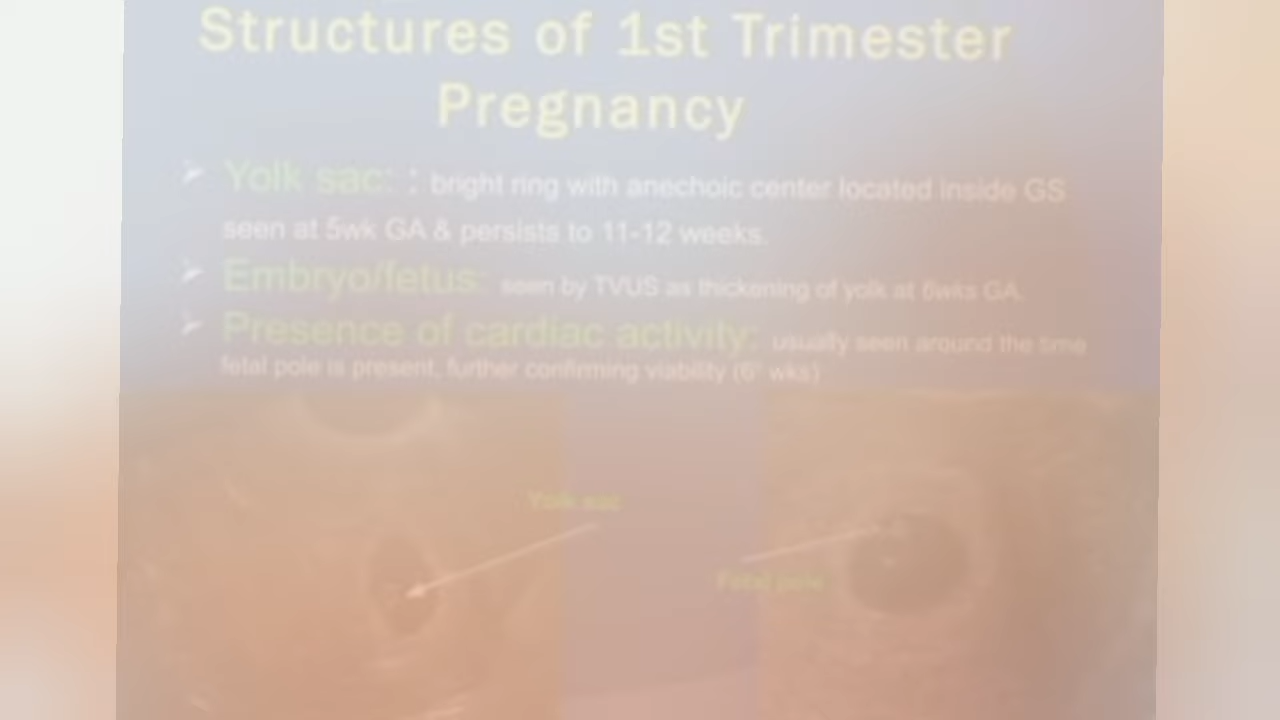 Structures of 1st Trimester
Pregnancy
Yolk sac: : bright ring with anechoic center located inside GS
seen at 5wk GA & persists to 11-12 weeks.
Embryo/fetus: seen by TVUS as thickening of yolk at 6wks GA.
Presence of cardiac activity: usually seen around the time
fetal pole is present, further confirming viability (6⁺ wks)
Yolk sac
Fetal pole